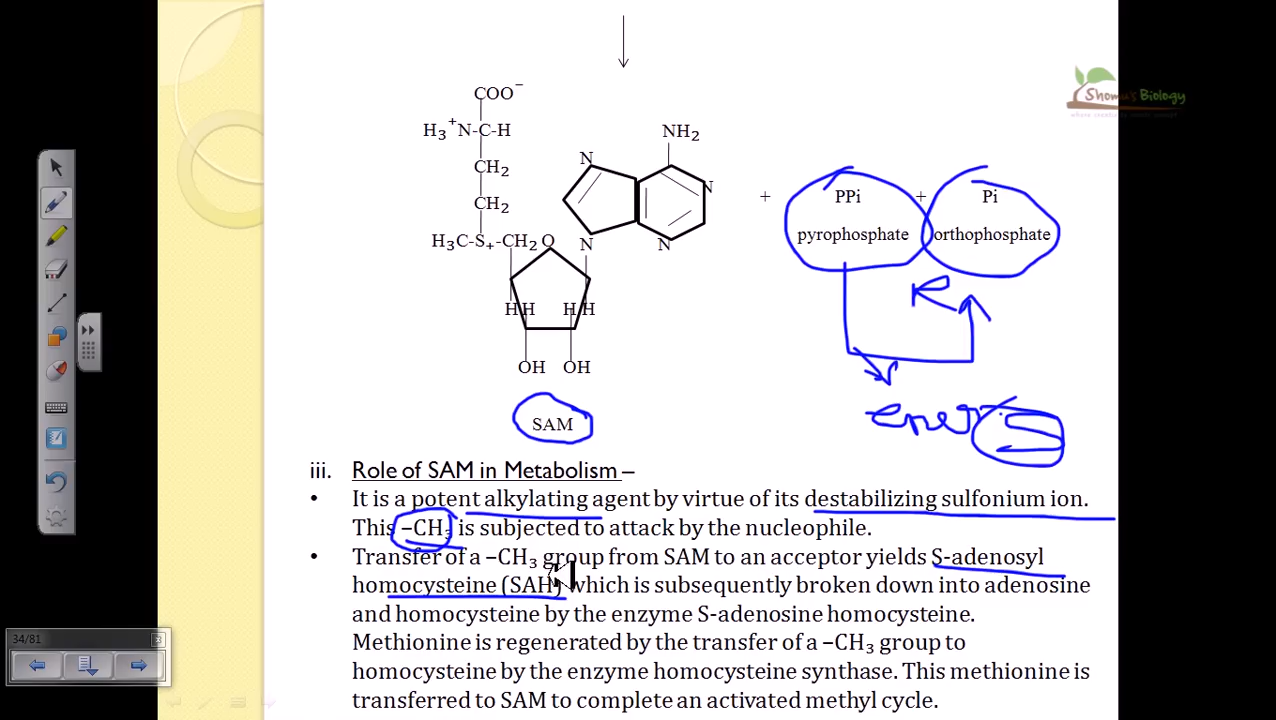 Shomu's Biology
COO⁻
NH₂
H₃⁺N-C-H
N
CH₂
N
+ PPi + Pi
CH₂
pyrophosphate orthophosphate
H₃C-S₊-CH₂ O N N
H H H H
OH OH
energy
SAM
iii. Role of SAM in Metabolism –
• It is a potent alkylating agent by virtue of its destabilizing sulfonium ion.
This –CH₃ is subjected to attack by the nucleophile.
• Transfer of a –CH₃ group from SAM to an acceptor yields S-adenosyl
homocysteine (SAH) which is subsequently broken down into adenosine
and homocysteine by the enzyme S-adenosine homocysteine.
34/81
Methionine is regenerated by the transfer of a –CH₃ group to
homocysteine by the enzyme homocysteine synthase. This methionine is
transferred to SAM to complete an activated methyl cycle.